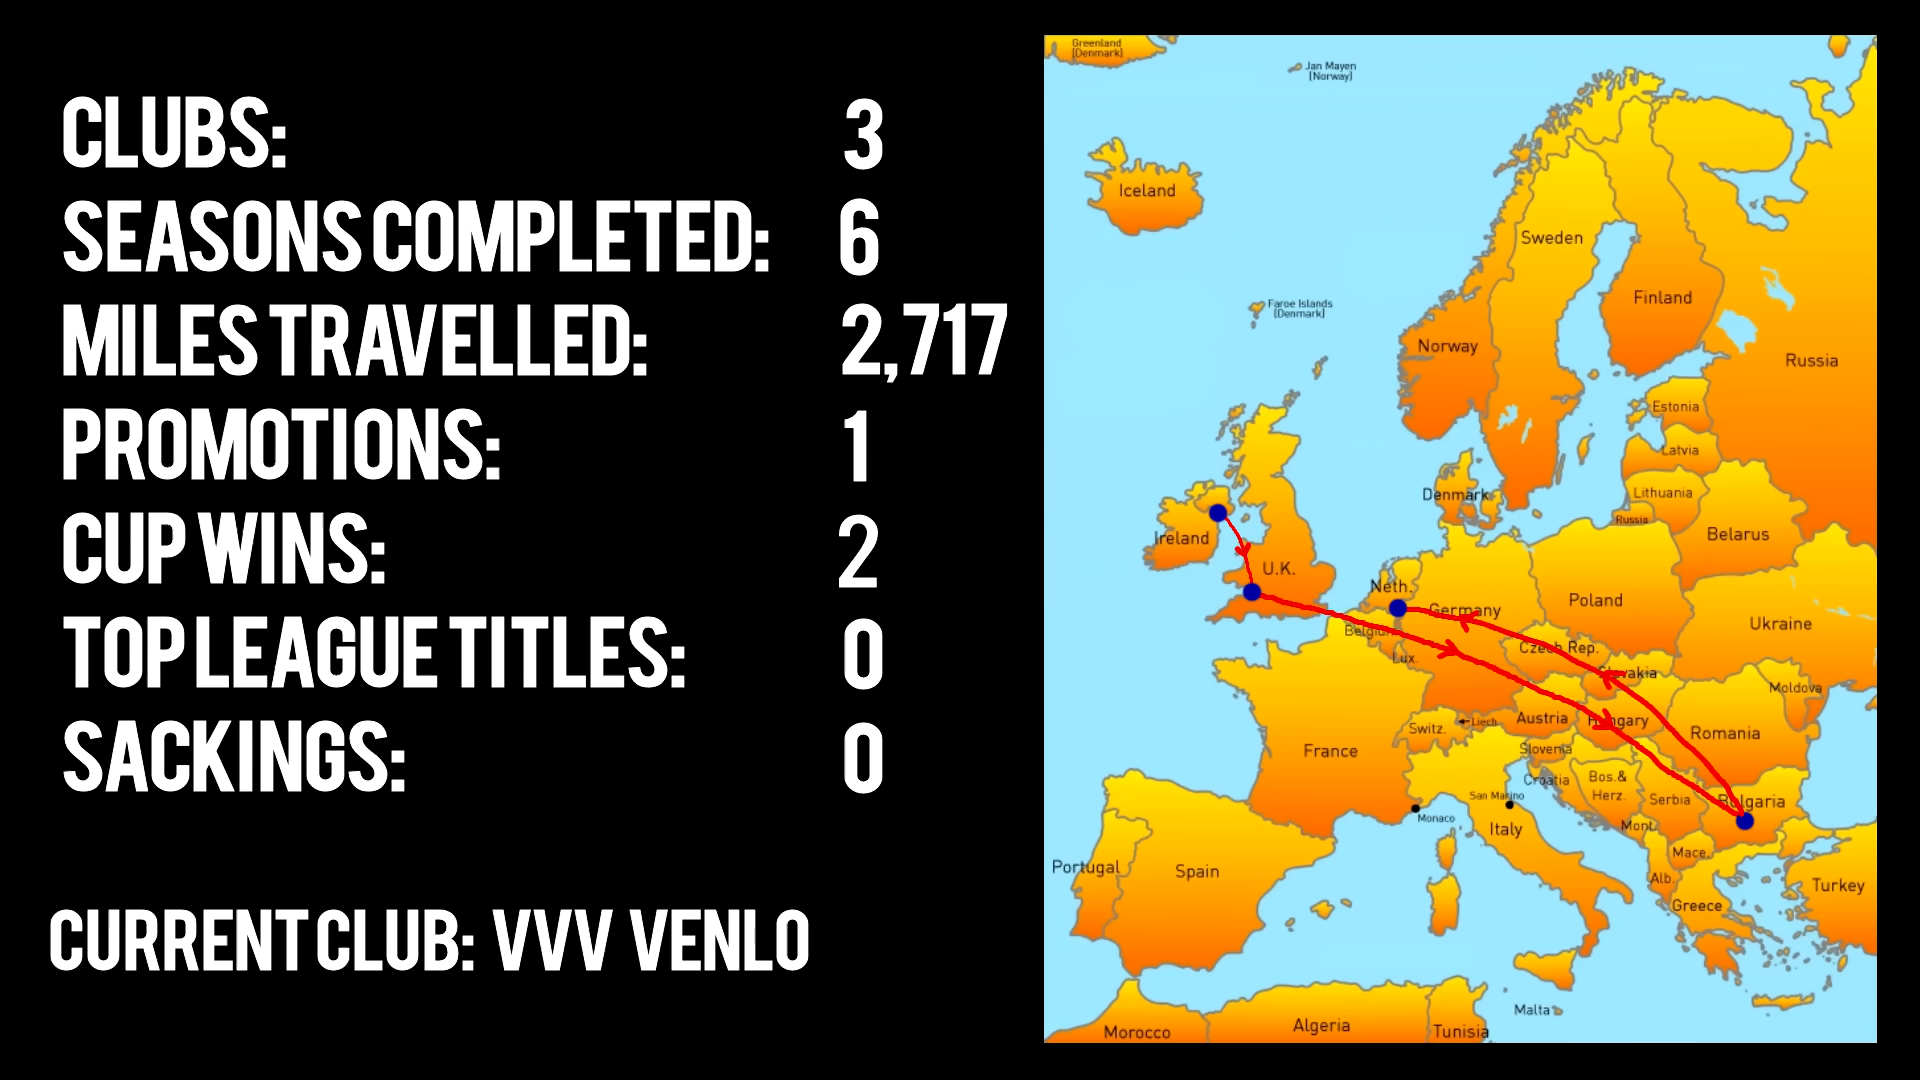 CLUBS: 3
SEASONS COMPLETED: 6
MILES TRAVELLED: 2,717
PROMOTIONS: 1
CUP WINS: 2
TOP LEAGUE TITLES: 0
SACKINGS: 0
CURRENT CLUB: VVV VENLO
Greenland
(Denmark)
Jan Mayen
(Norway)
Iceland
Sweden
Finland
Faroe Islands
(Denmark)
Norway
Russia
Estonia
Latvia
Denmark
Lithuania
Russia
Belarus
Ireland
U.K.
Neth.
Germany
Poland
Ukraine
Belgium
Lux.
Czech Rep.
Slovakia
Moldova
Switz.
Liech.
Austria
Hungary
Romania
France
Slovenia
Croatia
Bos.&
Herz.
Serbia
Bulgaria
San Marino
Monaco
Italy
Mont.
Mace.
Portugal
Spain
Alb.
Greece
Turkey
Malta
Morocco
Algeria
Tunisia